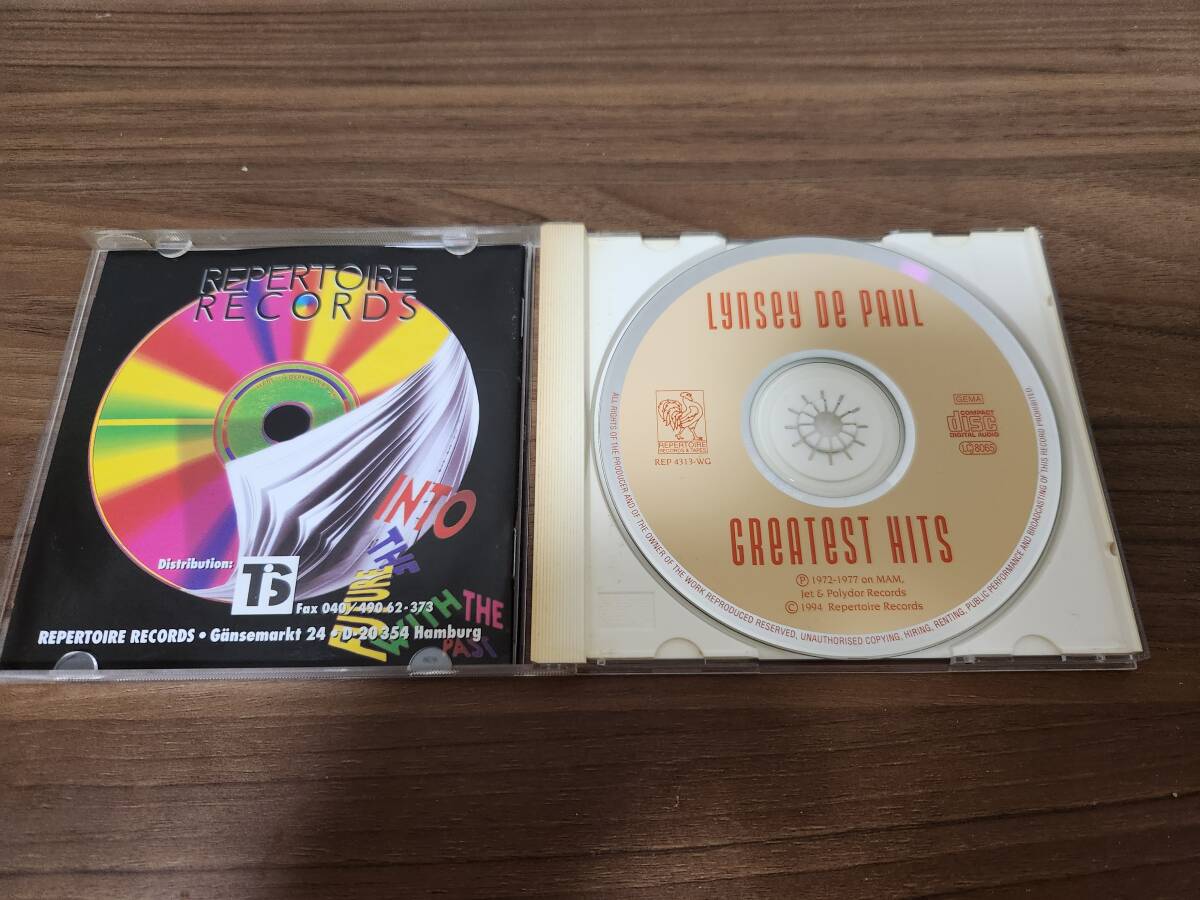 REPERTOIRE
RECORDS
INTO
THE
FUTURE
WITH THE
PAST
Distribution:
TiS
Fax 040/490 62-373
REPERTOIRE RECORDS • Gänsemarkt 24 • D-20354 Hamburg
Lynsey De Paul
REPERTOIRE
RECORDS & TAPES
REP 4313-WG
GEMA
COMPACT
disc
DIGITAL AUDIO
LC 8065
Greatest Hits
Ⓟ 1972-1977 on MAM,
Jet & Polydor Records
© 1994 Repertoire Records
ALL RIGHTS OF THE PRODUCER AND OF THE OWNER OF THE WORK REPRODUCED RESERVED, UNAUTHORISED COPYING, HIRING, RENTING, PUBLIC PERFORMANCE AND BROADCASTING OF THIS RECORD PROHIBITED.